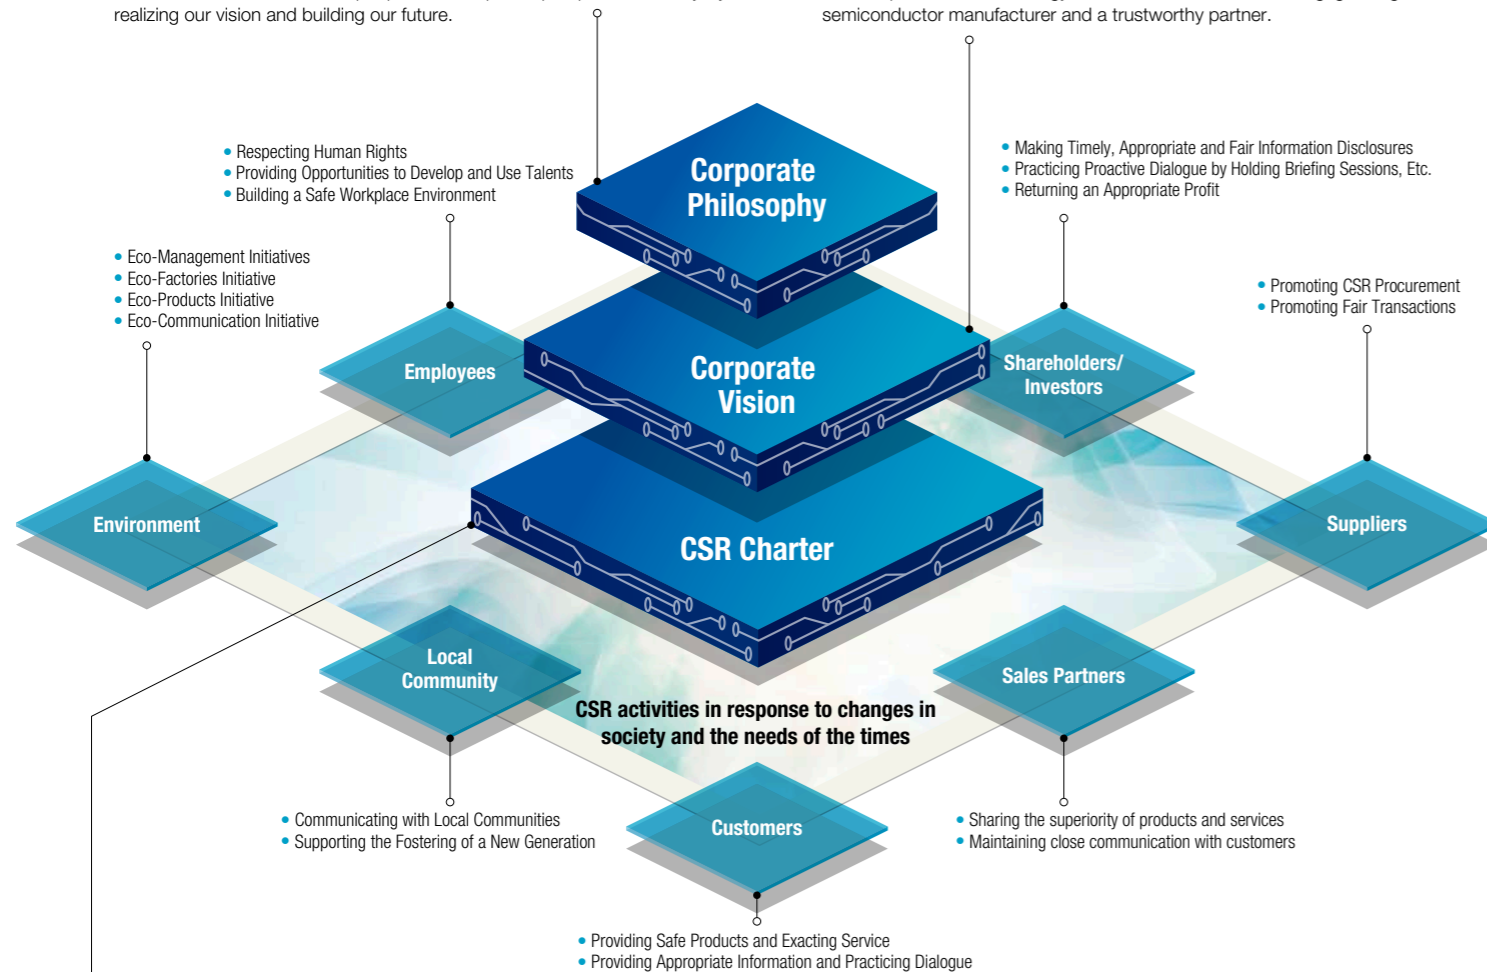 realizing our vision and building our future.
semiconductor manufacturer and a trustworthy partner.
Corporate
Philosophy
• Respecting Human Rights
• Providing Opportunities to Develop and Use Talents
• Building a Safe Workplace Environment
• Making Timely, Appropriate and Fair Information Disclosures
• Practicing Proactive Dialogue by Holding Briefing Sessions, Etc.
• Returning an Appropriate Profit
• Eco-Management Initiatives
• Eco-Factories Initiative
• Eco-Products Initiative
• Eco-Communication Initiative
• Promoting CSR Procurement
• Promoting Fair Transactions
Employees
Corporate
Vision
Shareholders/
Investors
Environment
CSR Charter
Suppliers
Local
Community
Sales Partners
CSR activities in response to changes in
society and the needs of the times
• Communicating with Local Communities
• Supporting the Fostering of a New Generation
Customers
• Sharing the superiority of products and services
• Maintaining close communication with customers
• Providing Safe Products and Exacting Service
• Providing Appropriate Information and Practicing Dialogue